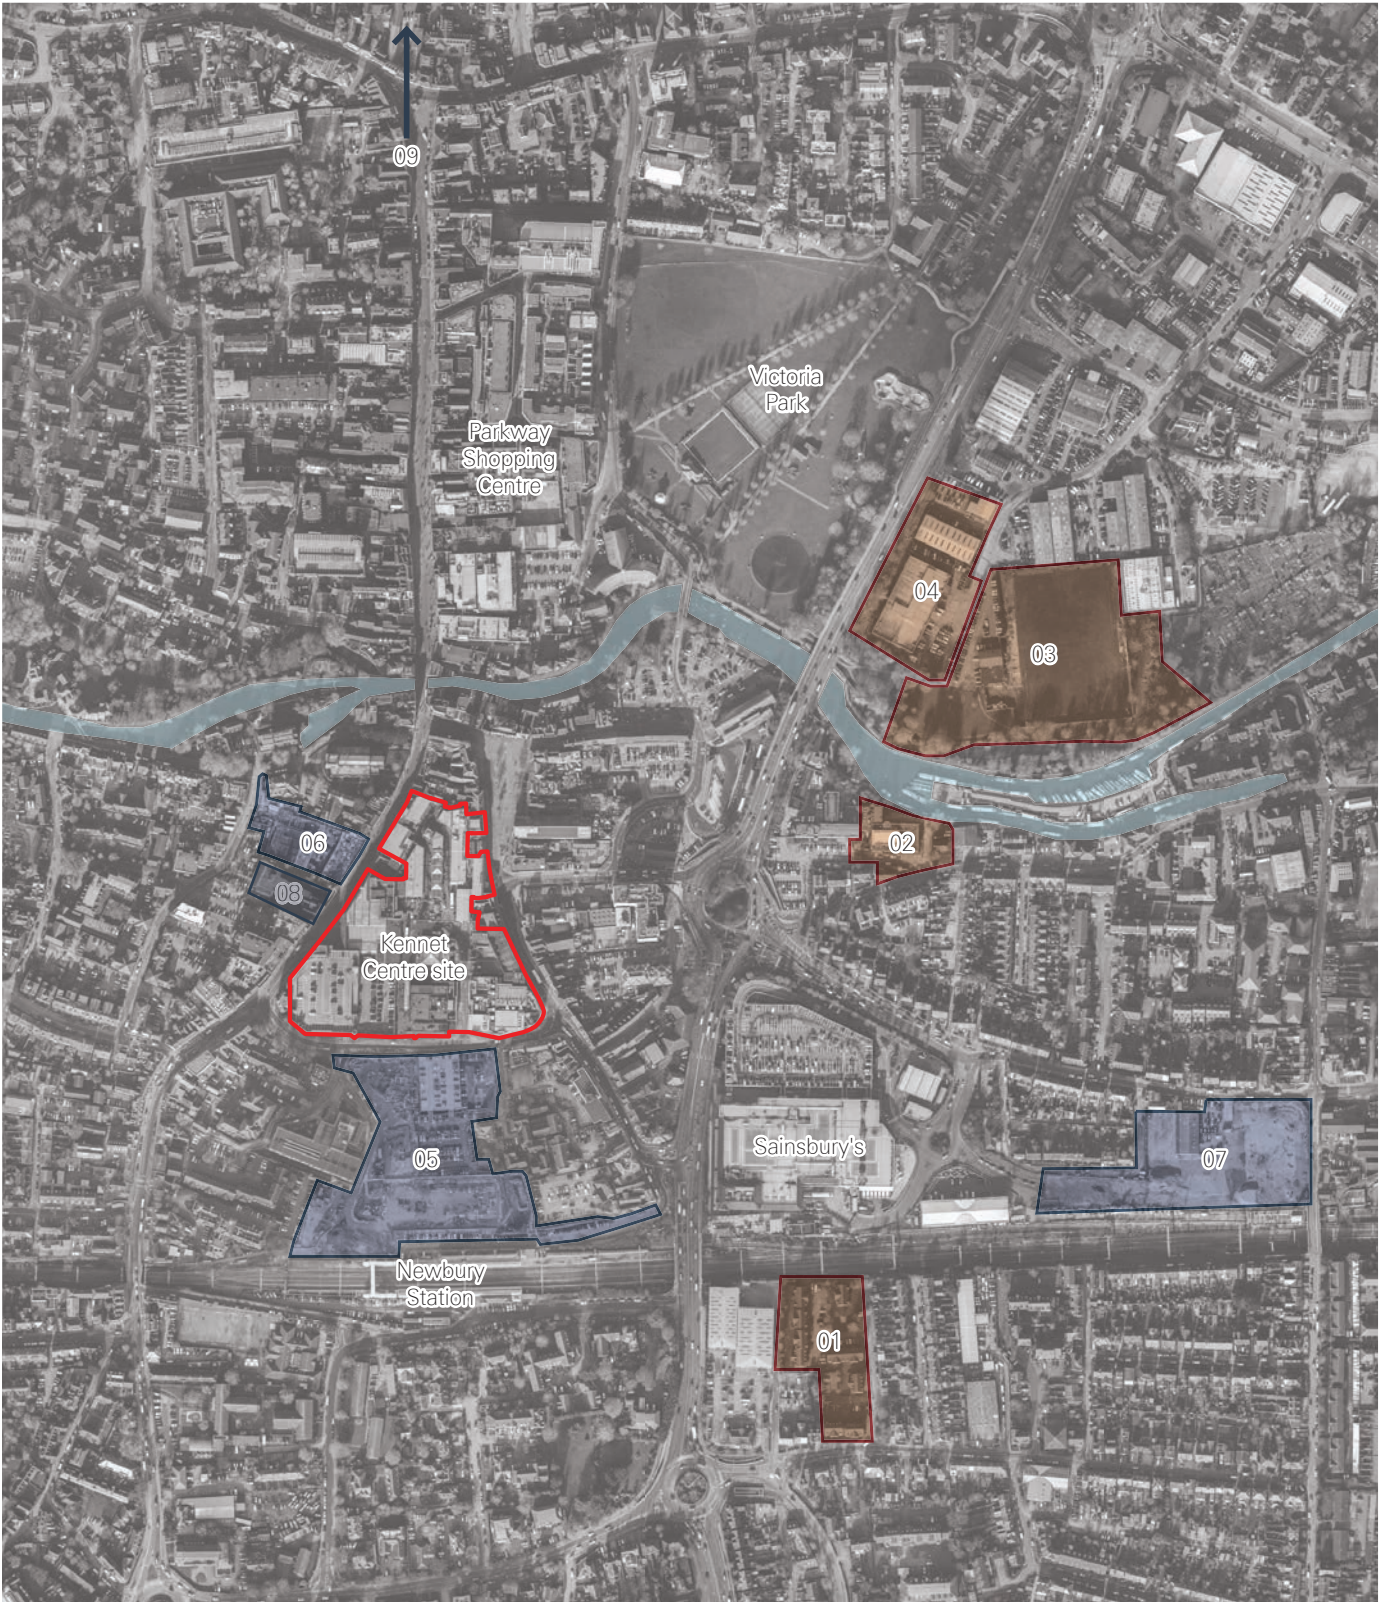 09
Victoria
Park
Parkway
Shopping
Centre
04
03
06
02
08
Kennet
Centre site
05
Sainsbury's
07
Newbury
Station
01